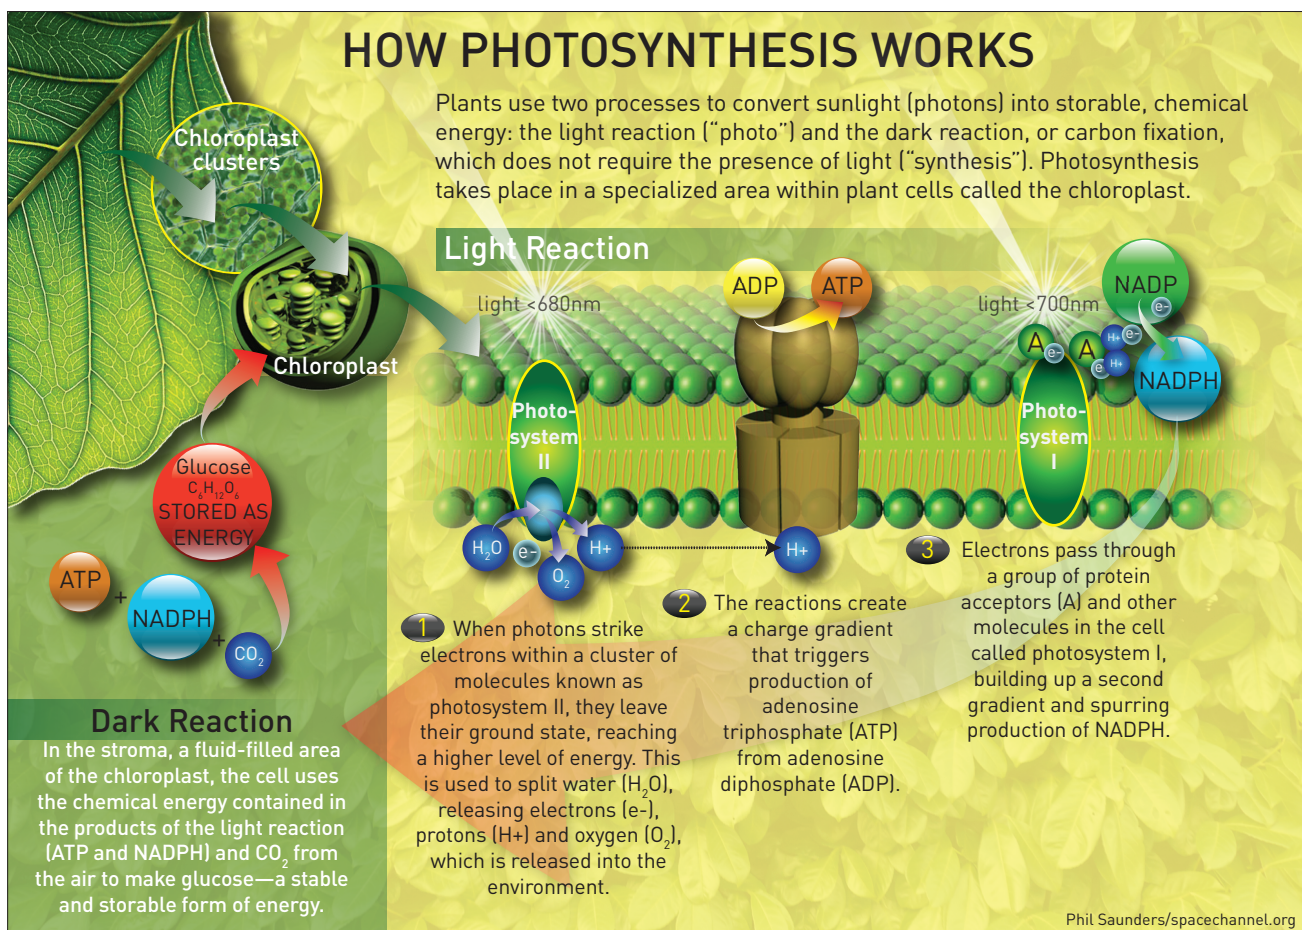 HOW PHOTOSYNTHESIS WORKS
Plants use two processes to convert sunlight (photons) into storable, chemical
energy: the light reaction (“photo”) and the dark reaction, or carbon fixation,
which does not require the presence of light (“synthesis”). Photosynthesis
takes place in a specialized area within plant cells called the chloroplast.
Chloroplast
clusters
Chloroplast
Light Reaction
light <680nm
ADP
ATP
light <700nm
NADP
e-
A
e-
A
H+
e-
e
H+
NADPH
Photo-
system
II
Photo-
system
I
H₂O
e-
H+
O₂
H+
Glucose
C₆H₁₂O₆
STORED AS
ENERGY
ATP
+
NADPH
+
CO₂
1 When photons strike
electrons within a cluster of
molecules known as
photosystem II, they leave
their ground state, reaching
a higher level of energy. This
is used to split water (H₂O),
releasing electrons (e-),
protons (H+) and oxygen (O₂),
which is released into the
environment.
2 The reactions create
a charge gradient
that triggers
production of
adenosine
triphosphate (ATP)
from adenosine
diphosphate (ADP).
3 Electrons pass through
a group of protein
acceptors (A) and other
molecules in the cell
called photosystem I,
building up a second
gradient and spurring
production of NADPH.
Dark Reaction
In the stroma, a fluid-filled area
of the chloroplast, the cell uses
the chemical energy contained in
the products of the light reaction
(ATP and NADPH) and CO₂ from
the air to make glucose—a stable
and storable form of energy.
Phil Saunders/spacechannel.org